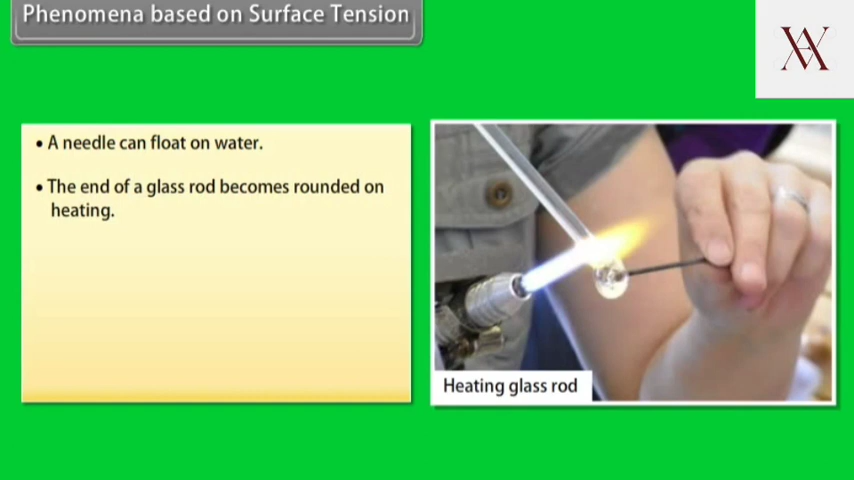 Phenomena based on Surface Tension
• A needle can float on water.
• The end of a glass rod becomes rounded on
heating.
Heating glass rod